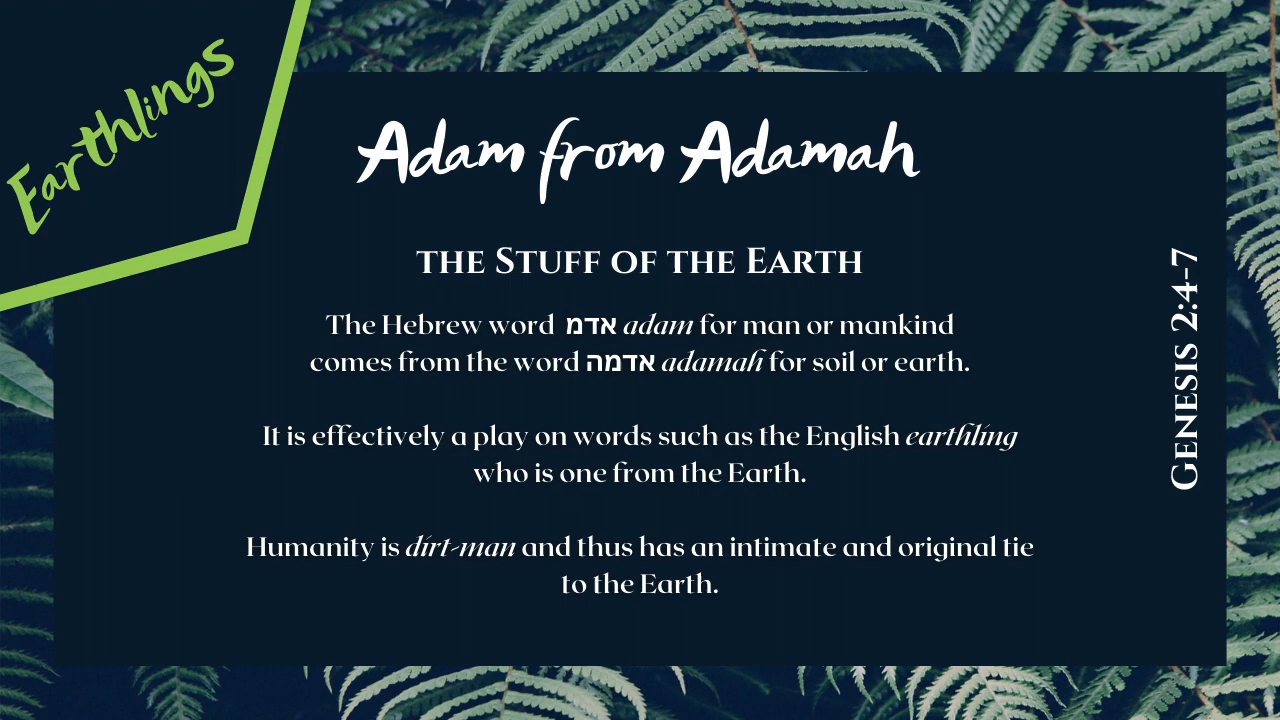 Earthlings
Adam from Adamah
the Stuff of the Earth
The Hebrew word אדמ adam for man or mankind
comes from the word אדמה adamah for soil or earth.
It is effectively a play on words such as the English earthling
who is one from the Earth.
Humanity is dirt-man and thus has an intimate and original tie
to the Earth.
Genesis 2:4-7